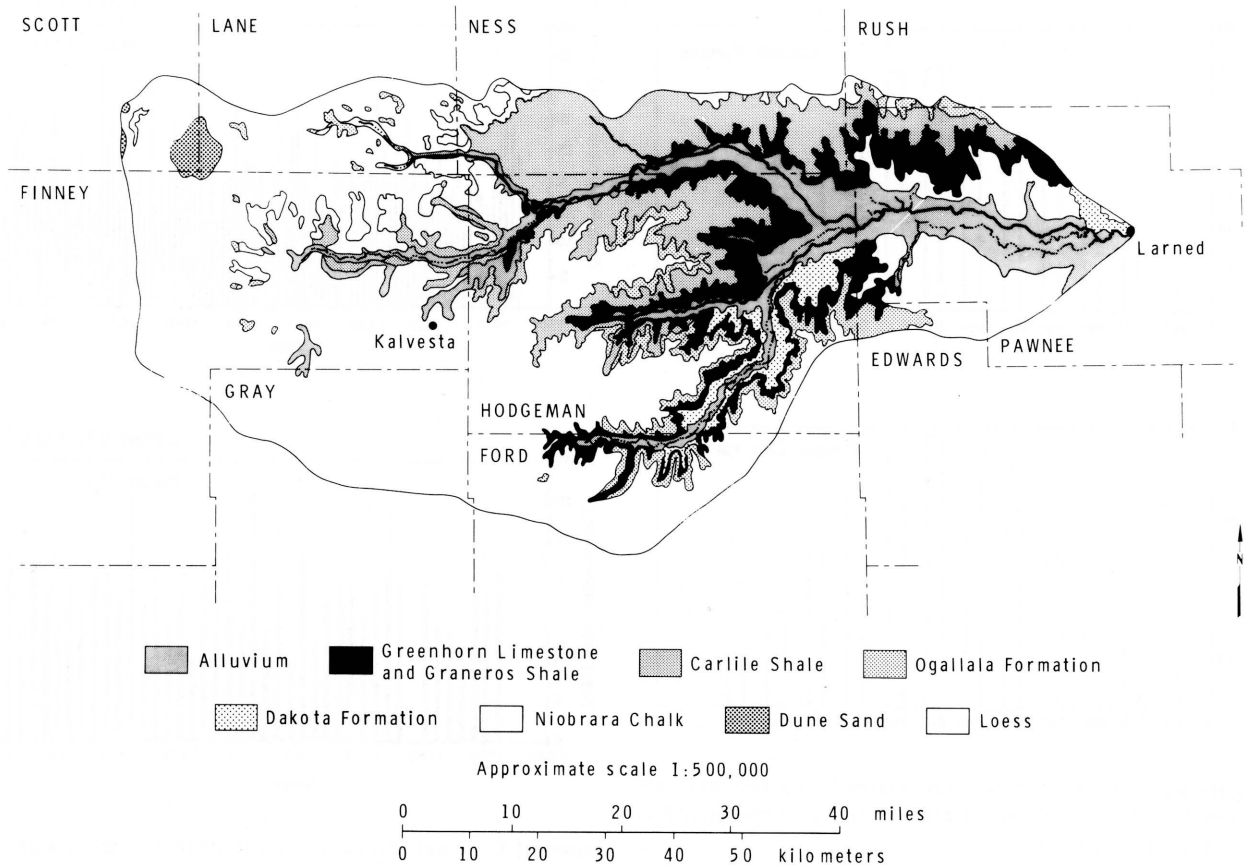 SCOTT LANE NESS RUSH
FINNEY
Larned
Kalvesta
GRAY
EDWARDS PAWNEE
HODGEMAN
FORD
N
Alluvium
Greenhorn Limestone
and Graneros Shale
Carlile Shale
Ogallala Formation
Dakota Formation
Niobrara Chalk
Dune Sand
Loess
Approximate scale 1:500,000
0 10 20 30 40 miles
0 10 20 30 40 50 kilometers